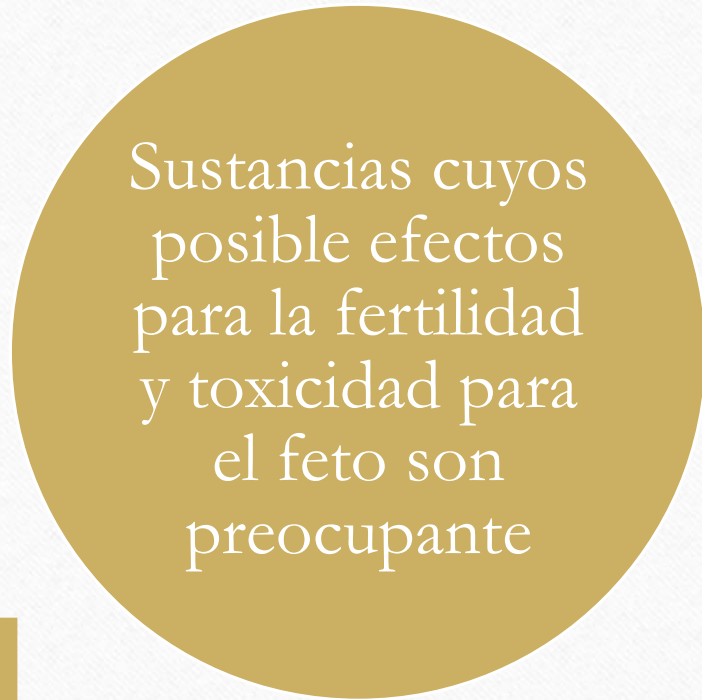 Sustancias cuyos
posible efectos
para la fertilidad
y toxicidad para
el feto son
preocupante